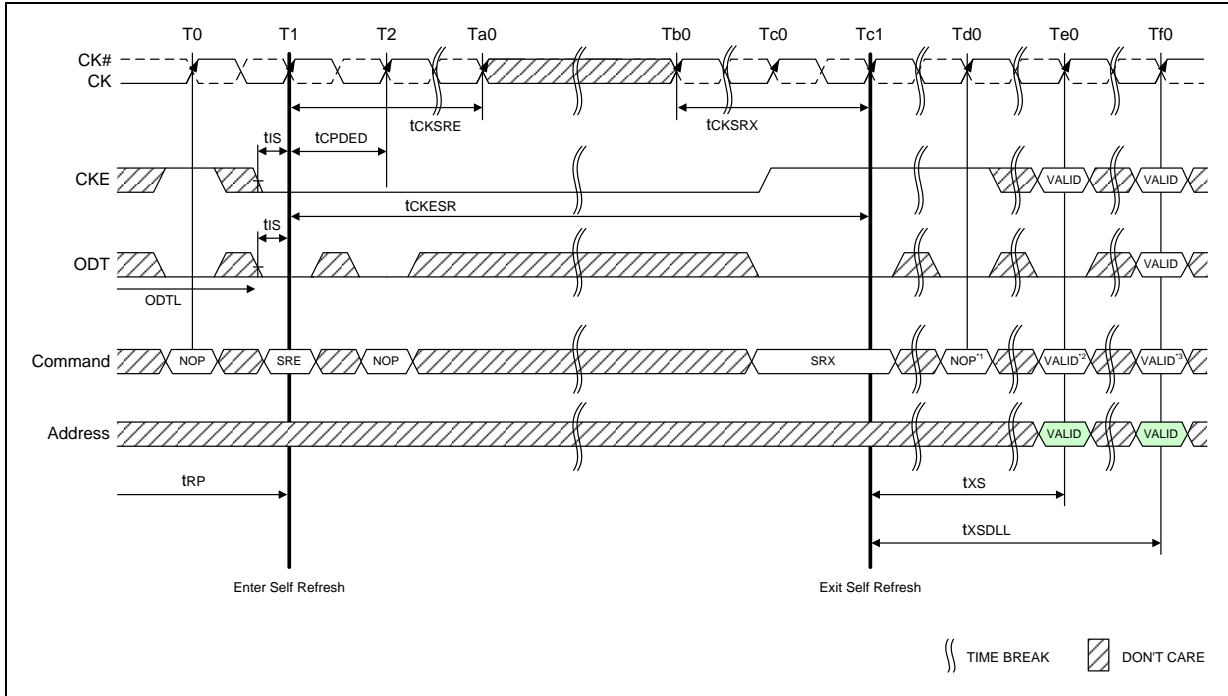 T0 T1 T2 Ta0 Tb0 Tc0 Tc1 Td0 Te0 Tf0
CK#
CK
tCKSRE tCKSRX
tIS tCPDED
CKE VALID VALID
tCKESR
tIS
ODT VALID
ODTL
Command NOP SRE NOP SRX NOP*1 VALID*2 VALID*3
Address VALID VALID
tRP tXS
tXSDLL
Enter Self Refresh Exit Self Refresh
TIME BREAK DON'T CARE